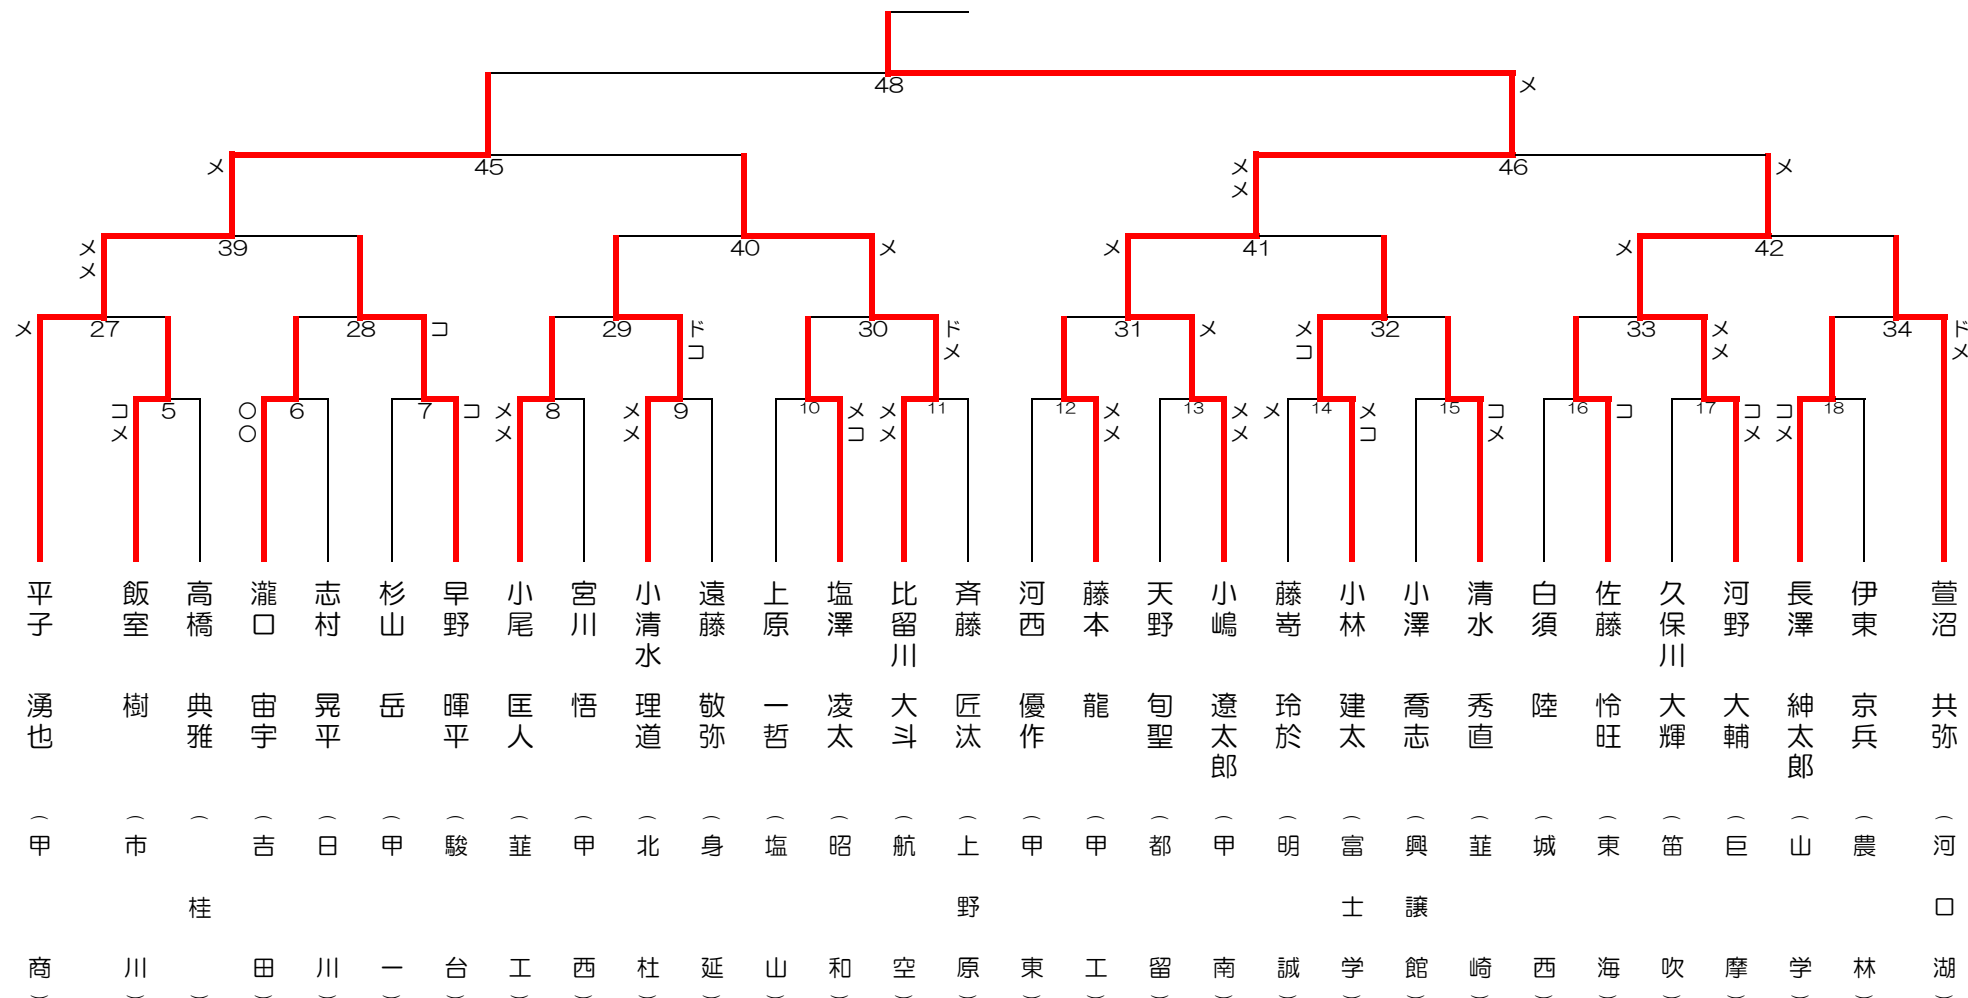 48
メ
メ
45
メ
メ
46
メ
メ
メ
39
40
メ
メ
41
メ
42
メ
27
28
コ
29
ド
コ
30
ド
メ
31
メ
メ
コ
32
33
メ
メ
34
ド
メ
コ
メ
5
〇
〇
6
7
コ
メ
メ
8
メ
メ
9
10
メ
コ
メ
メ
11
12
メ
メ
13
メ
メ
メ
14
メ
コ
15
コ
メ
16
コ
17
コ
メ
コ
メ
18
平子 湧也 (甲商)
飯室 樹 (市川)
高橋 典雅 (桂)
瀧口 宙宇 (吉田)
志村 晃平 (日川)
杉山 岳 (甲一)
早野 暉平 (駿台)
小尾 匡人 (韮工)
宮川 悟 (甲西)
小清水 理道 (北杜)
遠藤 敬弥 (身延)
上原 一哲 (塩山)
塩澤 凌太 (昭和)
比留川 大斗 (航空)
斉藤 匠汰 (上野原)
河西 優作 (甲東)
藤本 龍 (甲工)
天野 旬聖 (都留)
小嶋 遼太郎 (甲南)
藤嵜 玲於 (明誠)
小林 建太 (富士学)
小澤 喬志 (興譲館)
清水 秀直 (韮崎)
白須 陸 (城西)
佐藤 怜旺 (東海)
久保川 大輝 (笛吹)
河野 大輔 (巨摩)
長澤 紳太郎 (山学)
伊東 京兵 (農林)
萱沼 共弥 (河口湖)